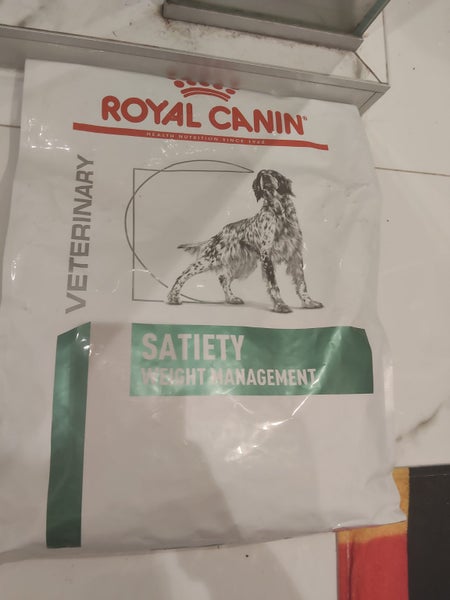 ROYAL CANIN
HEALTH NUTRITION SINCE 1968
VETERINARY
SATIETY
WEIGHT MANAGEMENT